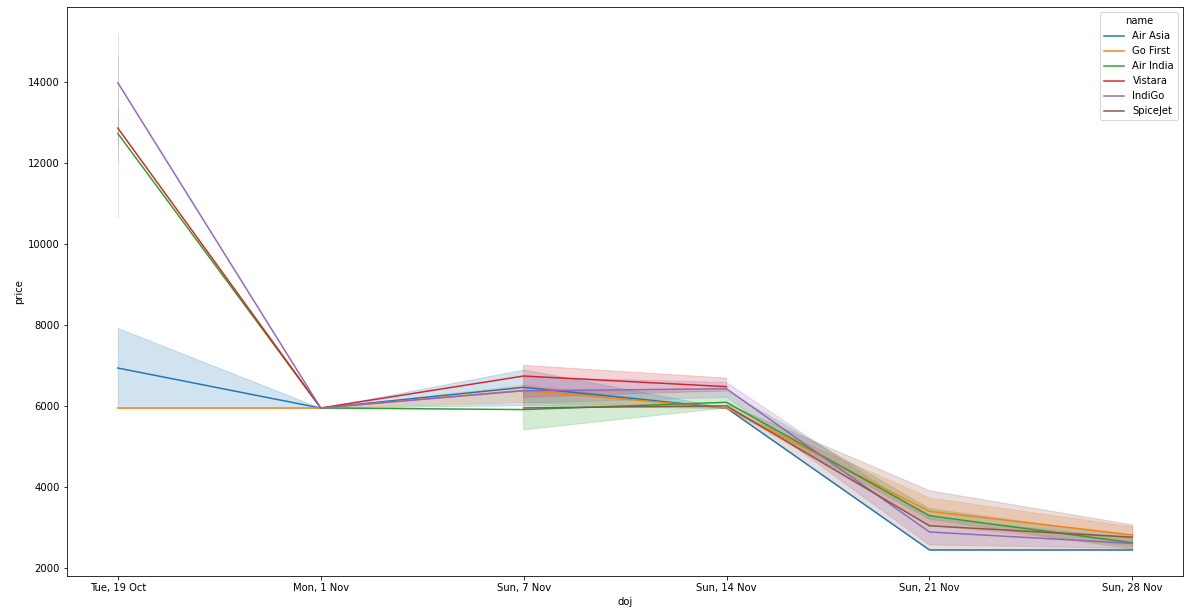 name
Air Asia
Go First
Air India
Vistara
IndiGo
SpiceJet
price
14000
12000
10000
8000
6000
4000
2000
Tue, 19 Oct
Mon, 1 Nov
Sun, 7 Nov
Sun, 14 Nov
Sun, 21 Nov
Sun, 28 Nov
doj